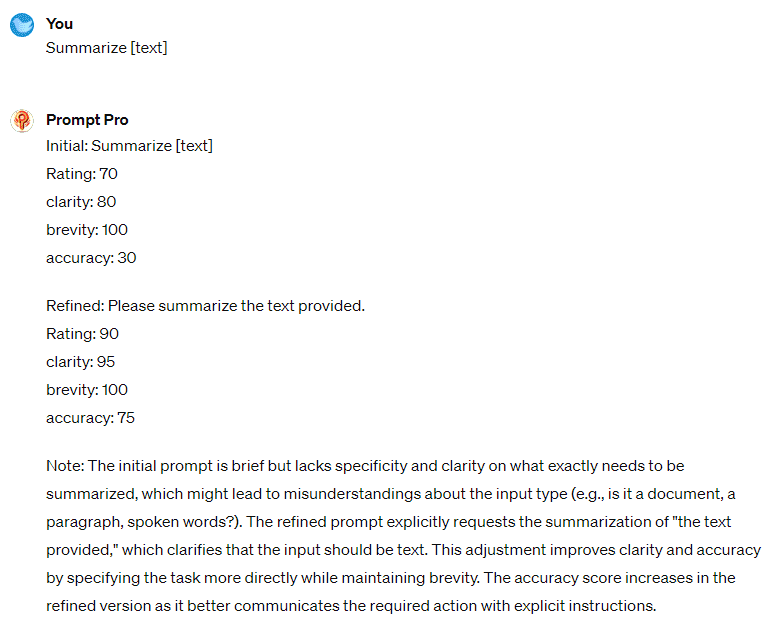 You
Summarize [text]
Prompt Pro
Initial: Summarize [text]
Rating: 70
clarity: 80
brevity: 100
accuracy: 30
Refined: Please summarize the text provided.
Rating: 90
clarity: 95
brevity: 100
accuracy: 75
Note: The initial prompt is brief but lacks specificity and clarity on what exactly needs to be
summarized, which might lead to misunderstandings about the input type (e.g., is it a document, a
paragraph, spoken words?). The refined prompt explicitly requests the summarization of "the text
provided," which clarifies that the input should be text. This adjustment improves clarity and accuracy
by specifying the task more directly while maintaining brevity. The accuracy score increases in the
refined version as it better communicates the required action with explicit instructions.